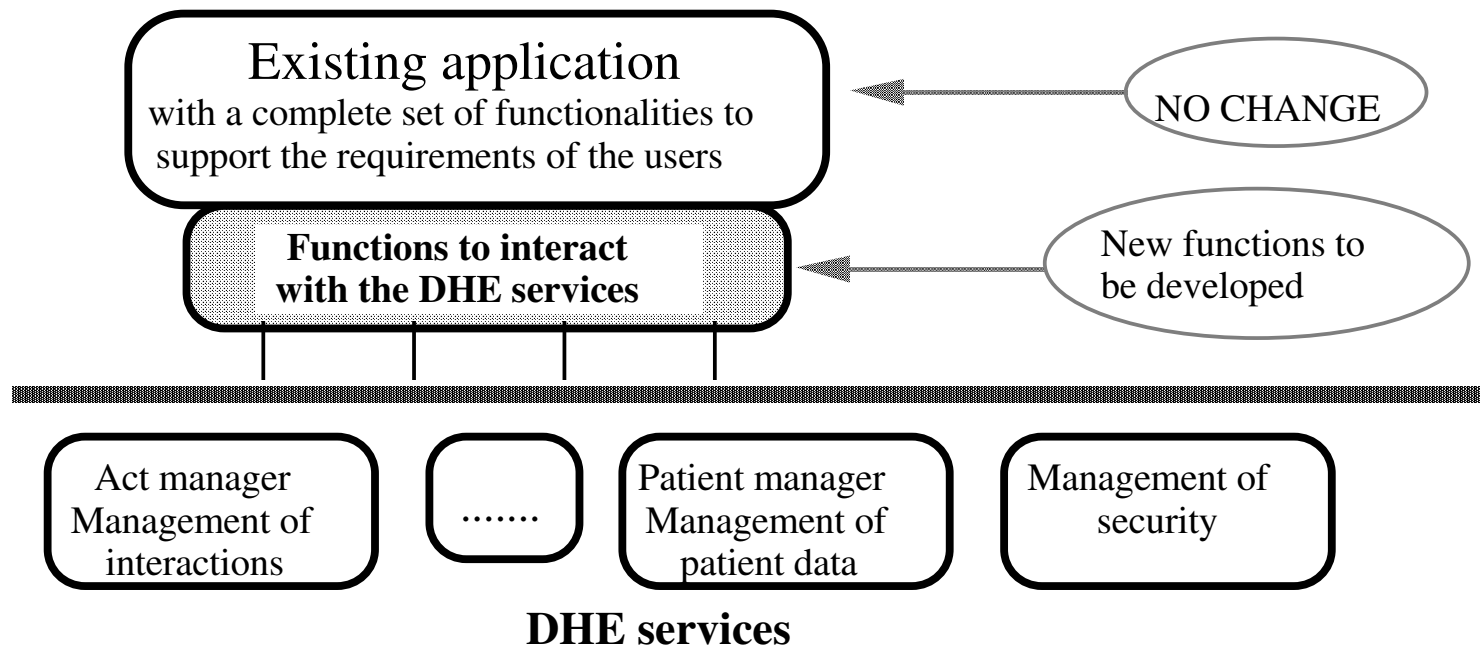 Existing application
with a complete set of functionalities to
support the requirements of the users
NO CHANGE
Functions to interact
with the DHE services
New functions to
be developed
Act manager
Management of
interactions
.......
Patient manager
Management of
patient data
Management of
security
DHE services